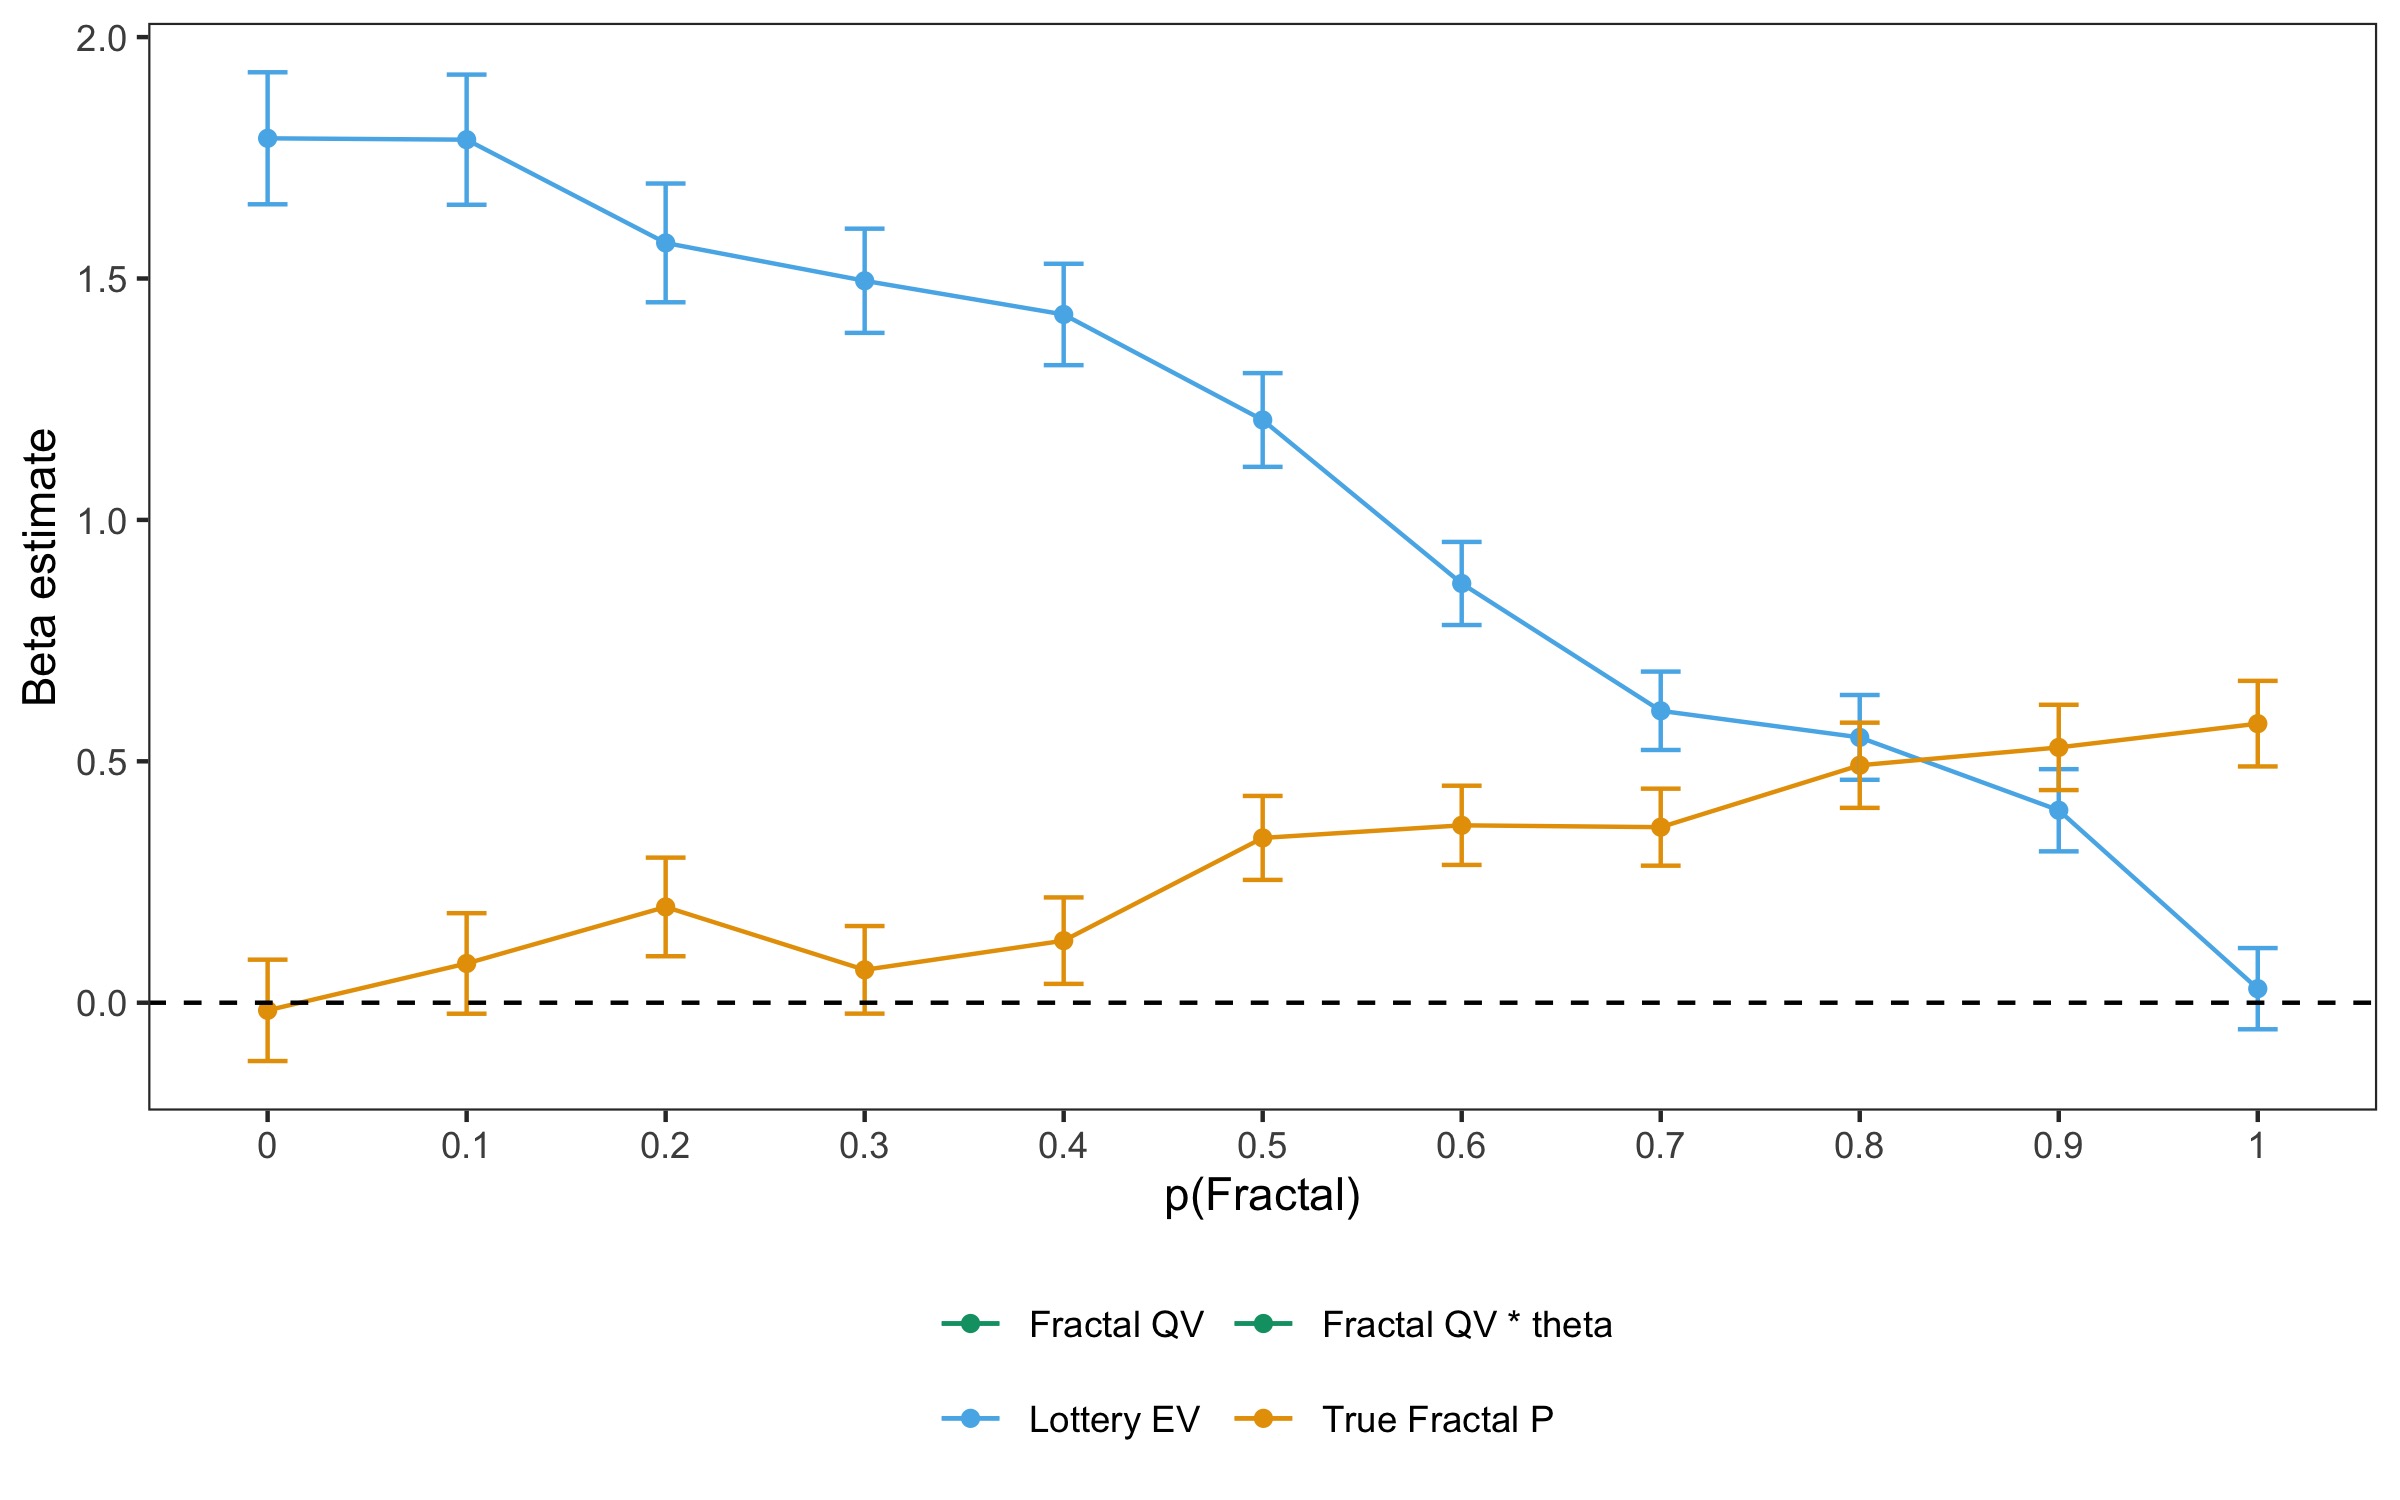 2.0
1.5
1.0
0.5
0.0
Beta estimate
0 0.1 0.2 0.3 0.4 0.5 0.6 0.7 0.8 0.9 1
p(Fractal)
Fractal QV Fractal QV * theta
Lottery EV True Fractal P